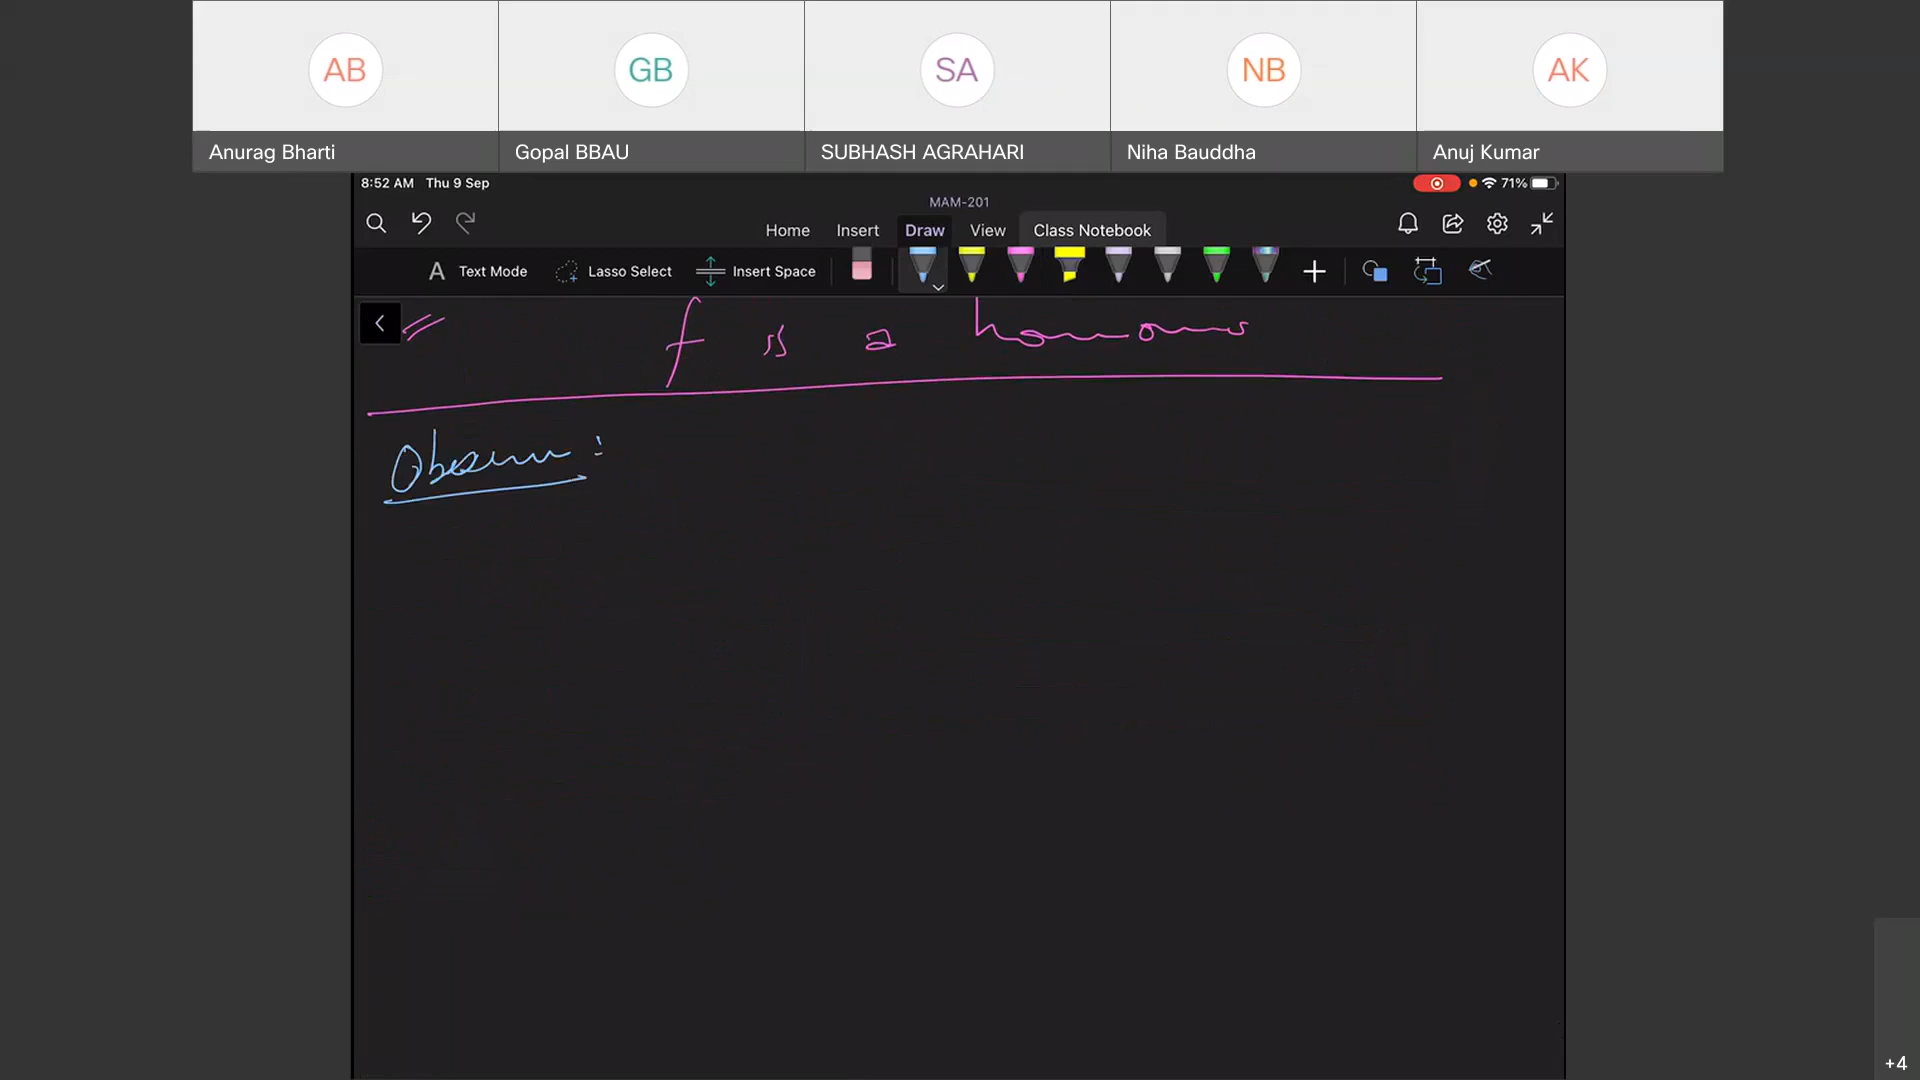 AB GB SA NB AK
Anurag Bharti Gopal BBAU SUBHASH AGRAHARI Niha Bauddha Anuj Kumar
8:52 AM Thu 9 Sep 71%
MAM-201
Home Insert Draw View Class Notebook
A Text Mode Lasso Select Insert Space
f is a
:
+4